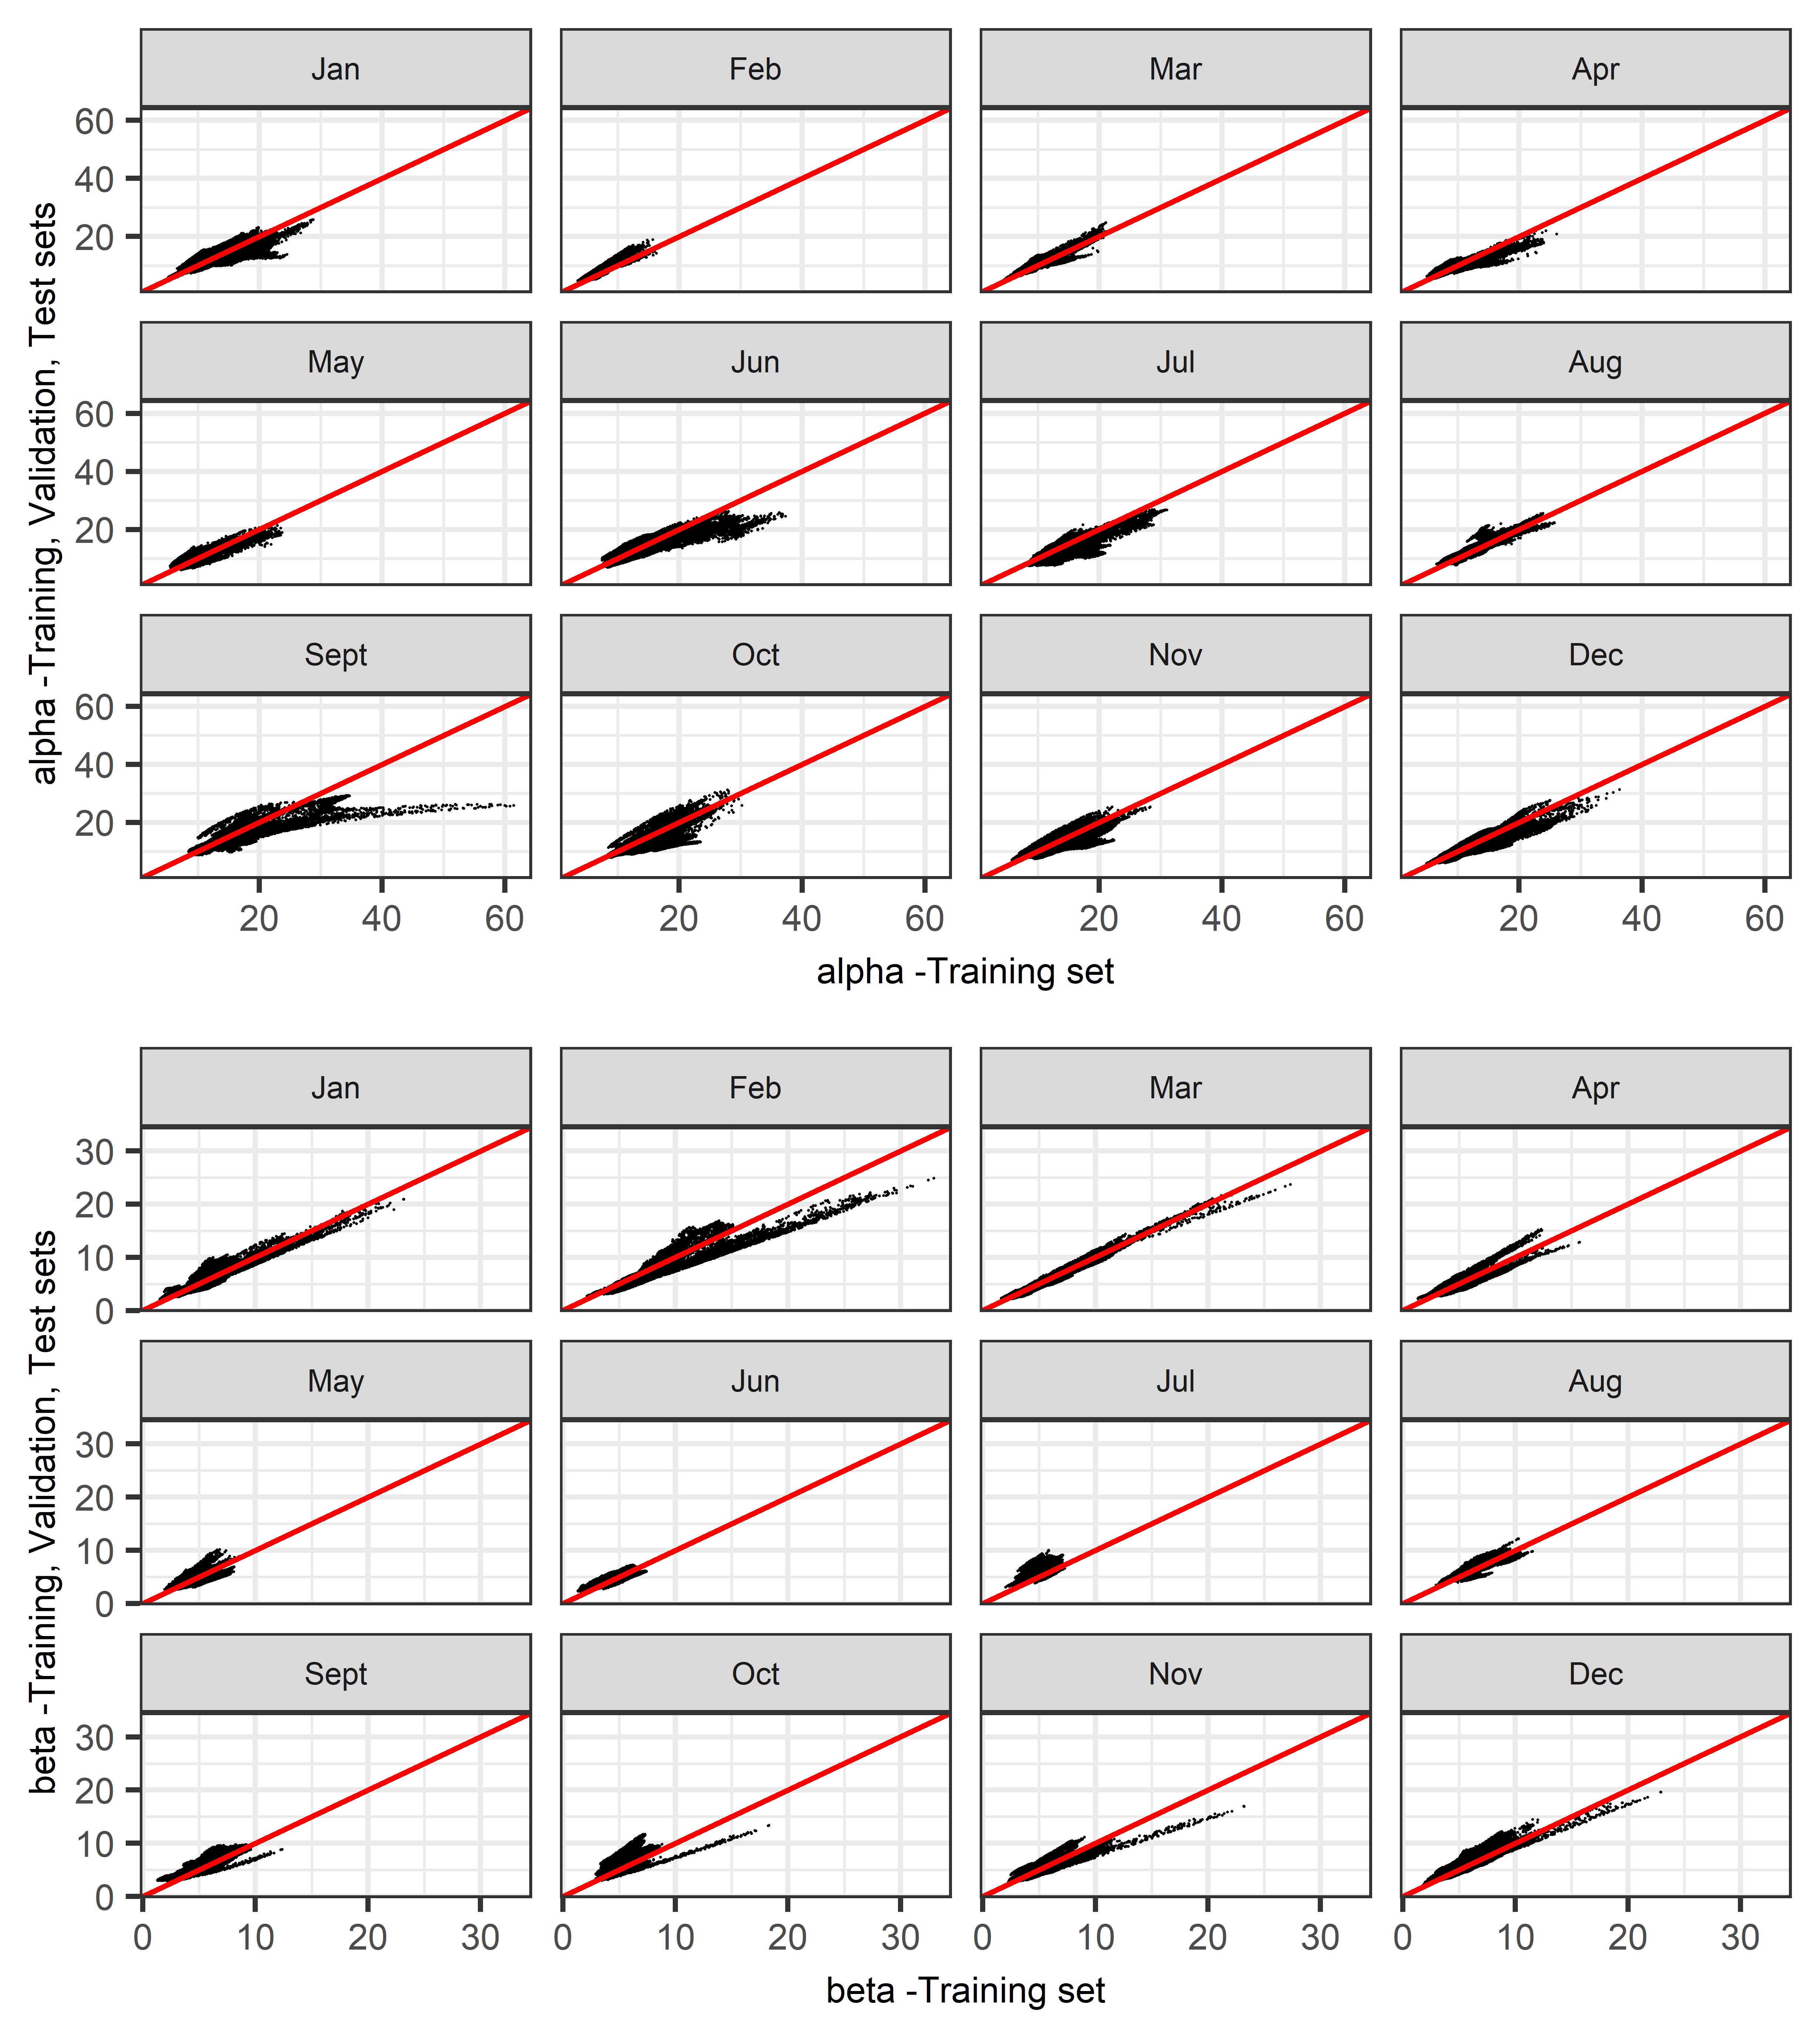 Jan Feb Mar Apr
60
40
20
May Jun Jul Aug
60
40
20
Sept Oct Nov Dec
60
40
20
20 40 60 20 40 60 20 40 60 20 40 60
alpha -Training set
alpha -Training, Validation, Test sets
Jan Feb Mar Apr
30
20
10
0
May Jun Jul Aug
30
20
10
0
Sept Oct Nov Dec
30
20
10
0
0 10 20 30 0 10 20 30 0 10 20 30 0 10 20 30
beta -Training set
beta -Training, Validation, Test sets